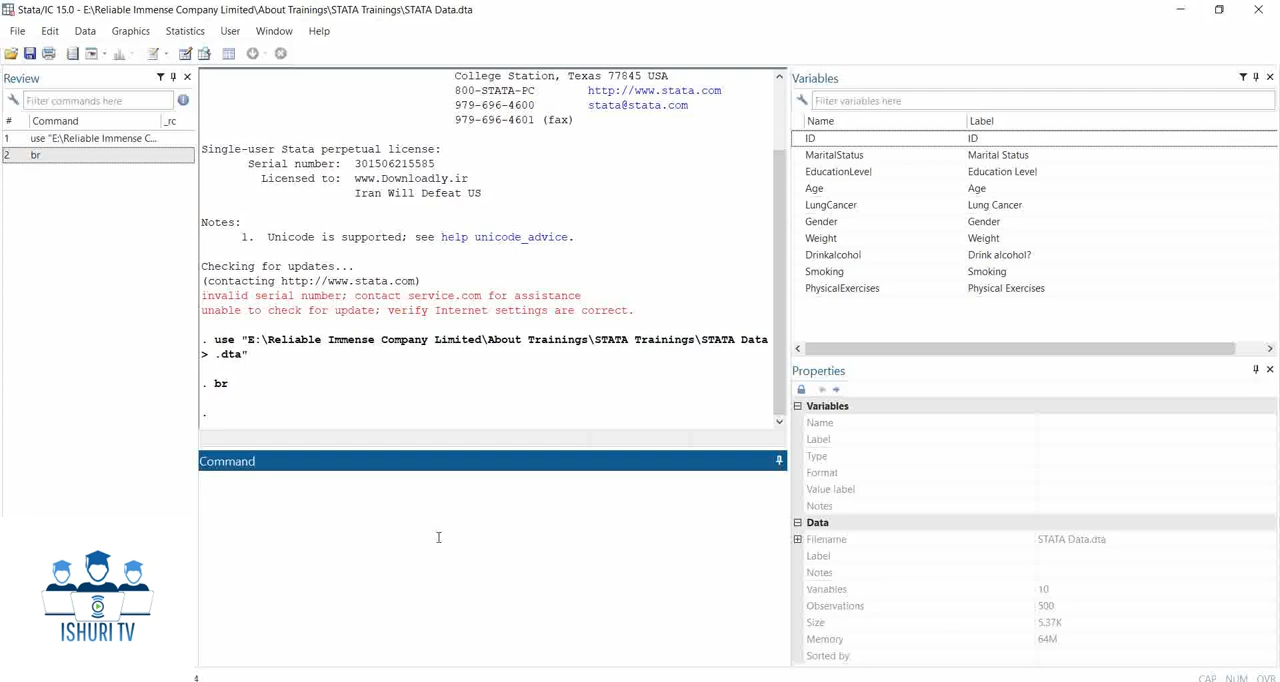 Stata/IC 15.0 - E:\Reliable Immense Company Limited\About Trainings\STATA Trainings\STATA Data.dta
File Edit Data Graphics Statistics User Window Help
Review
Filter commands here
# Command _rc
1 use "E:\Reliable Immense C...
2 br
College Station, Texas 77845 USA
800-STATA-PC http://www.stata.com
979-696-4600 stata@stata.com
979-696-4601 (fax)
Single-user Stata perpetual license:
Serial number: 301506215585
Licensed to: www.Downloadly.ir
Iran Will Defeat US
Notes:
1. Unicode is supported; see help unicode_advice.
Checking for updates...
(contacting http://www.stata.com)
invalid serial number; contact service.com for assistance
unable to check for update; verify Internet settings are correct.
. use "E:\Reliable Immense Company Limited\About Trainings\STATA Trainings\STATA Data
> .dta"
. br
.
Command
Variables
Filter variables here
Name Label
ID ID
MaritalStatus Marital Status
EducationLevel Education Level
Age Age
LungCancer Lung Cancer
Gender Gender
Weight Weight
Drinkalcohol Drink alcohol?
Smoking Smoking
PhysicalExercises Physical Exercises
Properties
Variables
Name
Label
Type
Format
Value label
Notes
Data
Filename STATA Data.dta
Label
Notes
Variables 10
Observations 500
Size 5.37K
Memory 64M
Sorted by
ISHURI TV
CAP NUM OVR